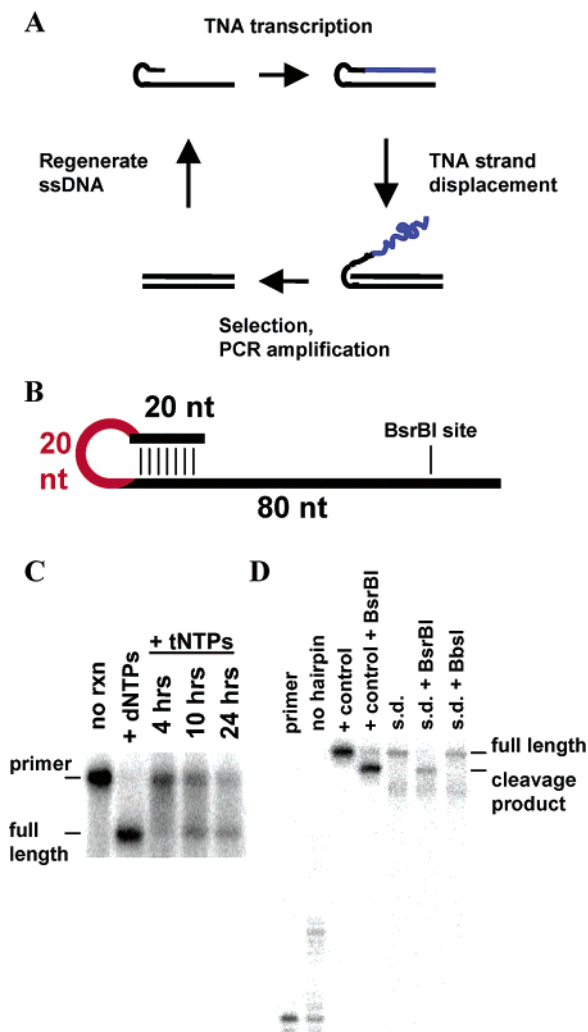 A
TNA transcription
Regenerate
ssDNA
TNA strand
displacement
Selection,
PCR amplification
B
20 nt
20
nt
BsrBI site
80 nt
C
no rxn
+ dNTPs
+ tNTPs
4 hrs
10 hrs
24 hrs
primer
full
length
D
primer
no hairpin
+ control
+ control + BsrBI
s.d.
s.d. + BsrBI
s.d. + BbsI
full length
cleavage
product